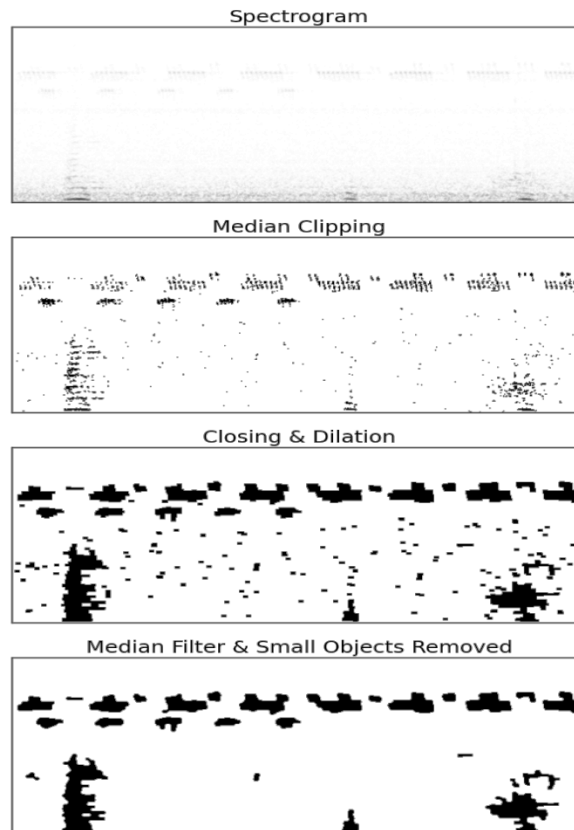 Spectrogram
Median Clipping
Closing & Dilation
Median Filter & Small Objects Removed